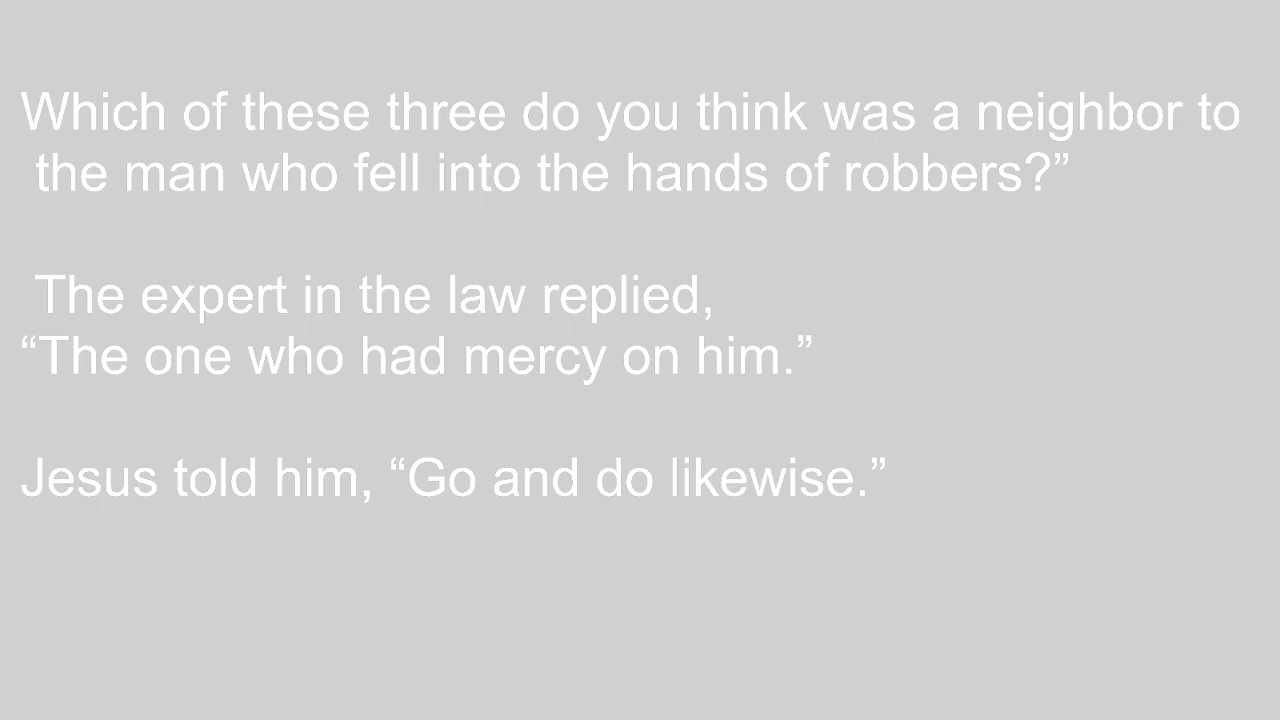 Which of these three do you think was a neighbor to
the man who fell into the hands of robbers?”
The expert in the law replied,
“The one who had mercy on him.”
Jesus told him, “Go and do likewise.”